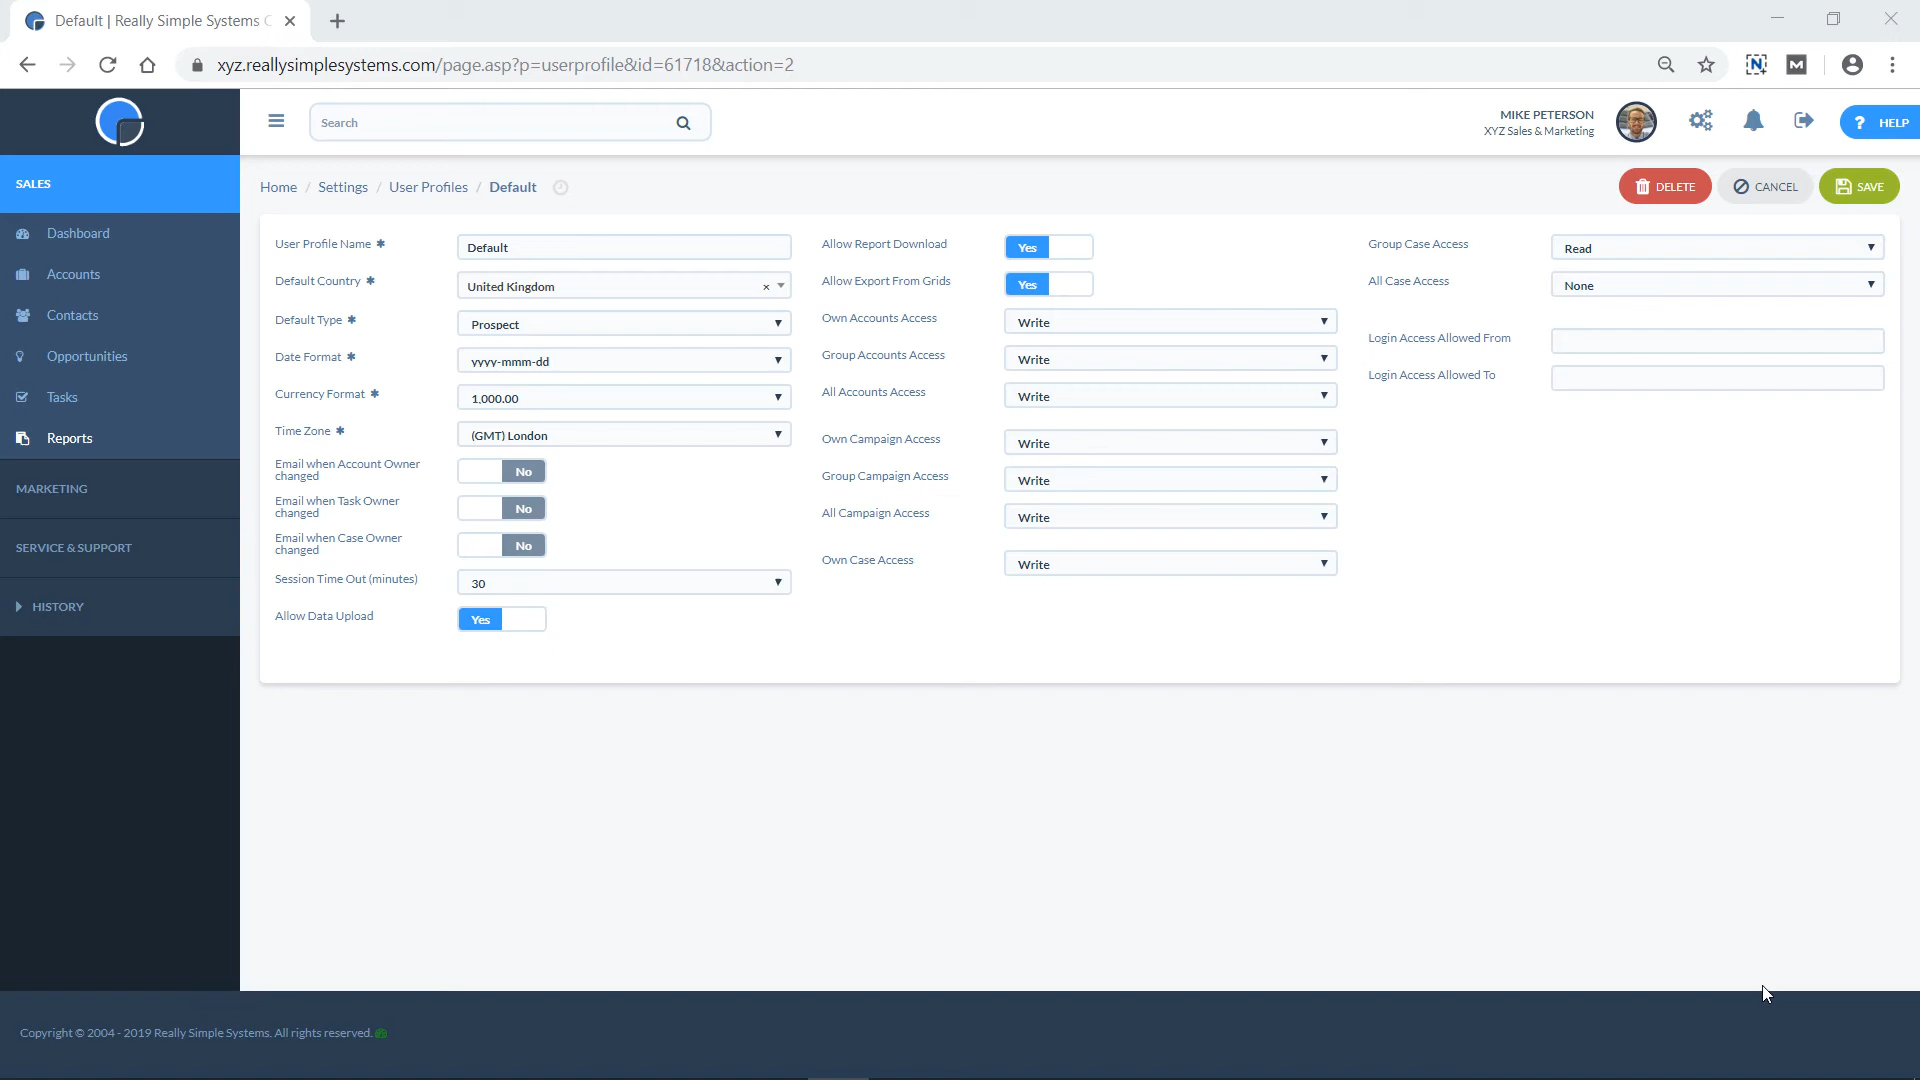 Default | Really Simple Systems C
xyz.reallysimplesystems.com/page.asp?p=userprofile&id=61718&action=2
N
M
Search
MIKE PETERSON
XYZ Sales & Marketing
? HELP
SALES
Dashboard
Accounts
Contacts
Opportunities
Tasks
Reports
MARKETING
SERVICE & SUPPORT
HISTORY
Home / Settings / User Profiles / Default
DELETE
CANCEL
SAVE
User Profile Name ✱ Default
Default Country ✱ United Kingdom × 
Default Type ✱ Prospect
Date Format ✱ yyyy-mmm-dd
Currency Format ✱ 1,000.00
Time Zone ✱ (GMT) London
Email when Account Owner
changed
No
Email when Task Owner
changed
No
Email when Case Owner
changed
No
Session Time Out (minutes) 30
Allow Data Upload Yes
Allow Report Download Yes
Allow Export From Grids Yes
Own Accounts Access Write
Group Accounts Access Write
All Accounts Access Write
Own Campaign Access Write
Group Campaign Access Write
All Campaign Access Write
Own Case Access Write
Group Case Access Read
All Case Access None
Login Access Allowed From
Login Access Allowed To
Copyright © 2004 - 2019 Really Simple Systems. All rights reserved.